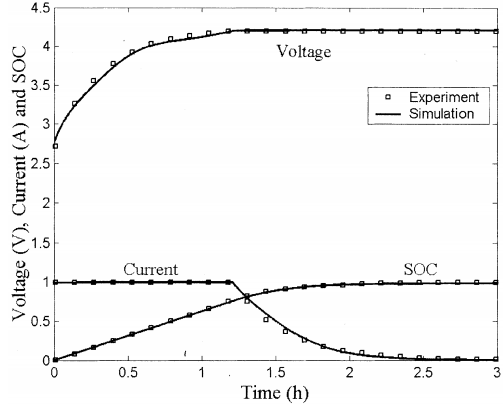 4.5
4
3.5
3
2.5
2
1.5
1
0.5
0
Voltage (V), Current (A) and SOC
Voltage
Experiment
Simulation
Current
SOC
0 0.5 1 1.5 2 2.5 3
Time (h)